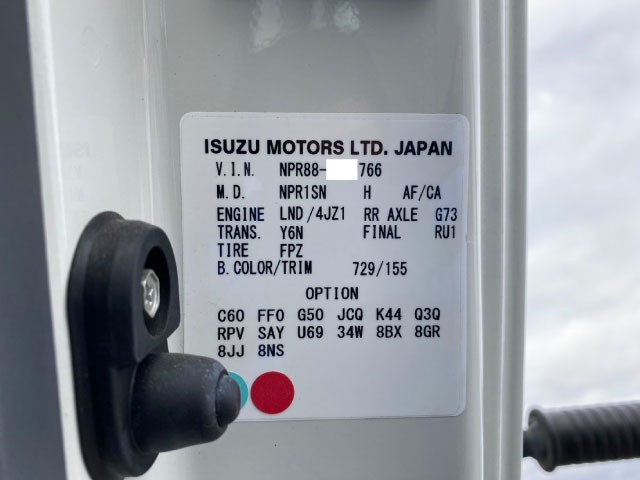 ISUZU MOTORS LTD. JAPAN
V.I.N. NPR88- 766
M.D. NPR1SN H AF/CA
ENGINE LND/4JZ1 RR AXLE G73
TRANS. Y6N FINAL RU1
TIRE FPZ
B.COLOR/TRIM 729/155
OPTION
C60 FF0 G50 JCQ K44 Q3Q
RPV SAY U69 34W 8BX 8GR
8JJ 8NS